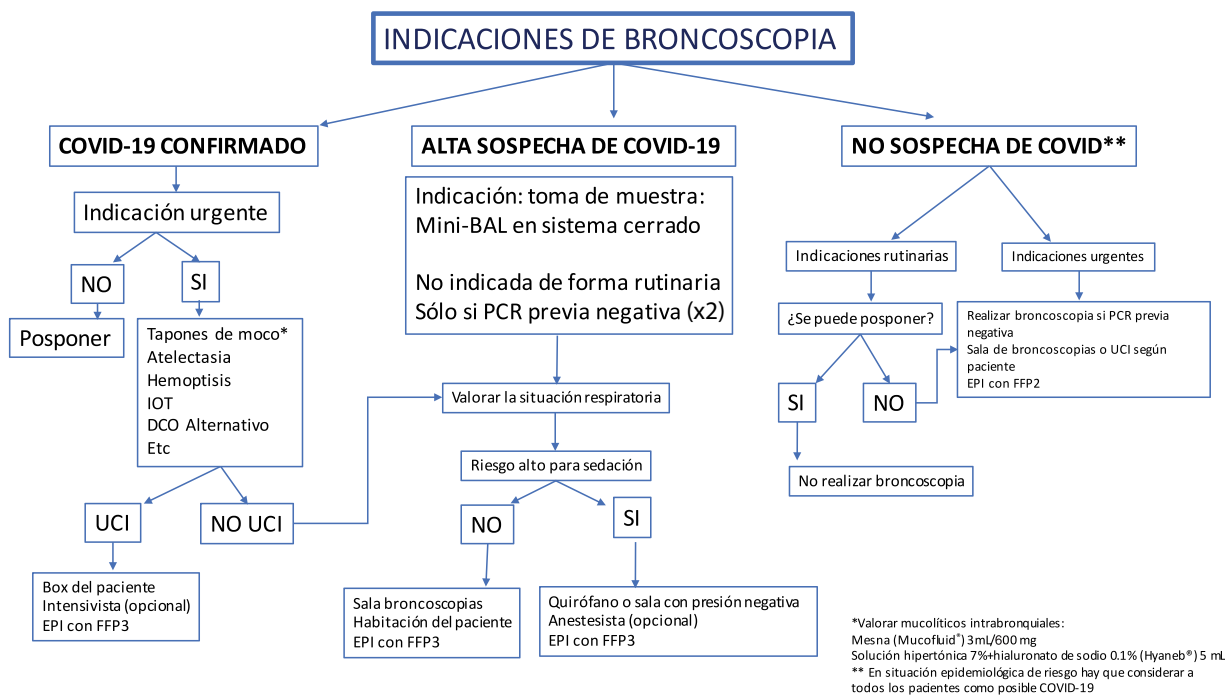 INDICACIONES DE BRONCOSCOPIA
COVID-19 CONFIRMADO
Indicación urgente
NO
SI
Posponer
Tapones de moco*
Atelectasia
Hemoptisis
IOT
DCO Alternativo
Etc
UCI
NO UCI
Box del paciente
Intensivista (opcional)
EPI con FFP3
ALTA SOSPECHA DE COVID-19
Indicación: toma de muestra:
Mini-BAL en sistema cerrado
No indicada de forma rutinaria
Sólo si PCR previa negativa (x2)
Valorar la situación respiratoria
Riesgo alto para sedación
NO
SI
Sala broncoscopias
Habitación del paciente
EPI con FFP3
Quirófano o sala con presión negativa
Anestesista (opcional)
EPI con FFP3
NO SOSPECHA DE COVID**
Indicaciones rutinarias
Indicaciones urgentes
¿Se puede posponer?
Realizar broncoscopia si PCR previa
negativa
Sala de broncoscopias o UCI según
paciente
EPI con FFP2
SI
NO
No realizar broncoscopia
*Valorar mucolíticos intrabronquiales:
Mesna (Mucofluid®) 3mL/600 mg
Solución hipertónica 7%+hialuronato de sodio 0.1% (Hyaneb®) 5 mL
** En situación epidemiológica de riesgo hay que considerar a
todos los pacientes como posible COVID-19